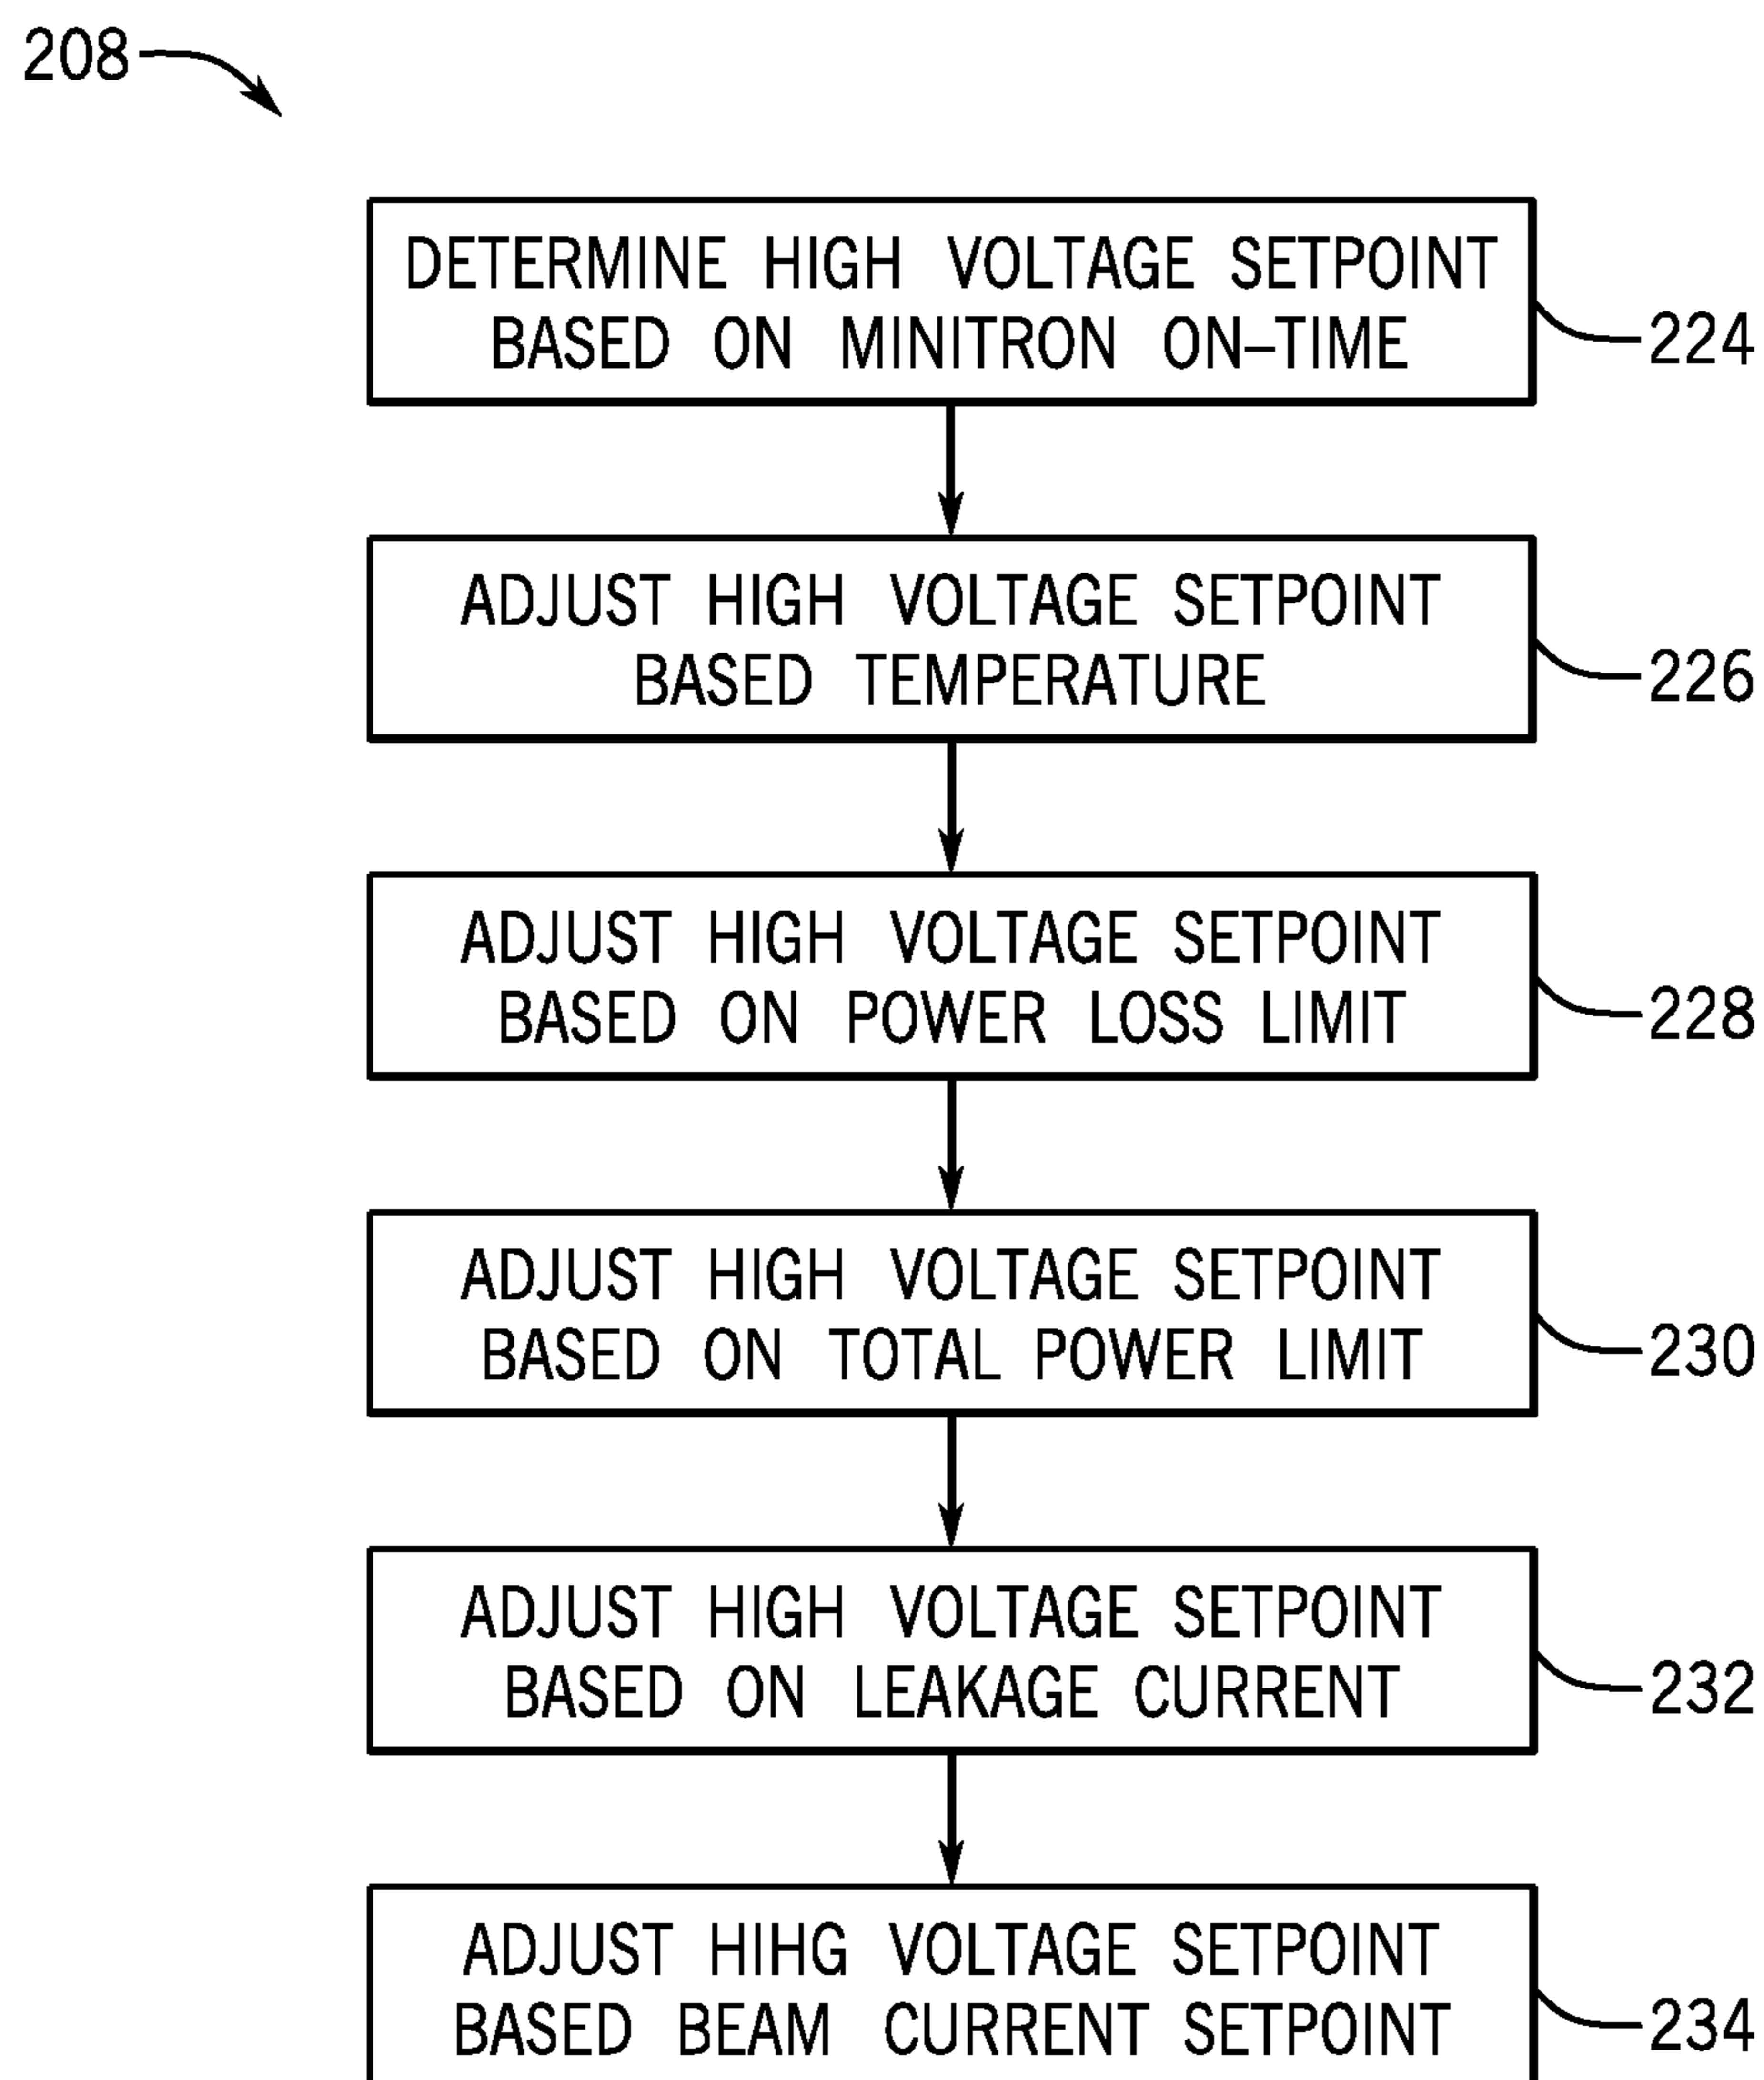 208
DETERMINE HIGH VOLTAGE SETPOINT
BASED ON MINITRON ON–TIME
224
ADJUST HIGH VOLTAGE SETPOINT
BASED TEMPERATURE
226
ADJUST HIGH VOLTAGE SETPOINT
BASED ON POWER LOSS LIMIT
228
ADJUST HIGH VOLTAGE SETPOINT
BASED ON TOTAL POWER LIMIT
230
ADJUST HIGH VOLTAGE SETPOINT
BASED ON LEAKAGE CURRENT
232
ADJUST HIHG VOLTAGE SETPOINT
BASED BEAM CURRENT SETPOINT
234